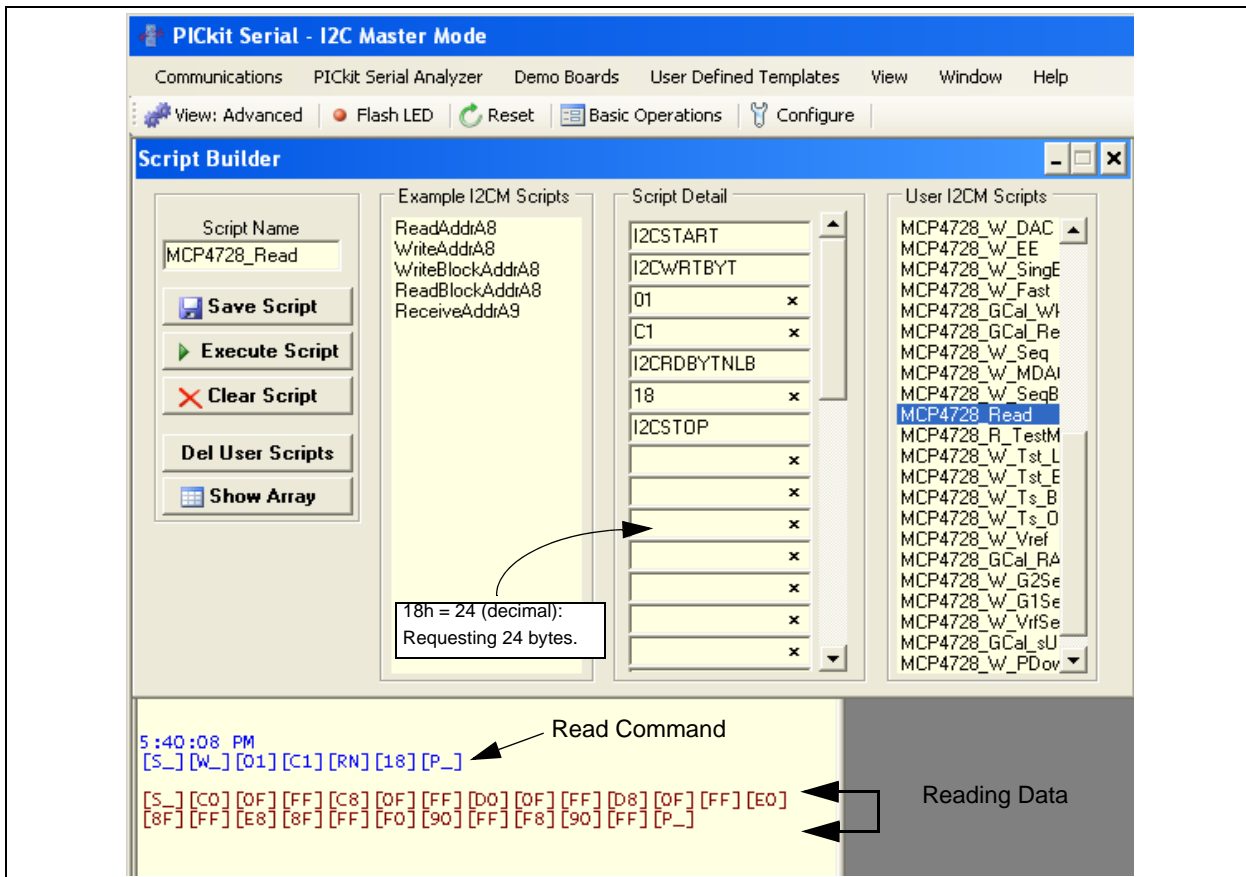 PICkit Serial - I2C Master Mode
Communications PICkit Serial Analyzer Demo Boards User Defined Templates View Window Help
View: Advanced Flash LED Reset Basic Operations Configure
Script Builder
Script Name
MCP4728_Read
Save Script
Execute Script
Clear Script
Del User Scripts
Show Array
Example I2CM Scripts
ReadAddrA8
WriteAddrA8
WriteBlockAddrA8
ReadBlockAddrA8
ReceiveAddrA9
Script Detail
I2CSTART
I2CWRTBYT
01
C1
I2CRDBYTNLB
18
I2CSTOP
18h = 24 (decimal):
Requesting 24 bytes.
User I2CM Scripts
MCP4728_W_DAC
MCP4728_W_EE
MCP4728_W_SingE
MCP4728_W_Fast
MCP4728_GCal_Wr
MCP4728_GCal_Re
MCP4728_W_Seq
MCP4728_W_MDA
MCP4728_W_SeqB
MCP4728_Read
MCP4728_R_TestM
MCP4728_W_Tst_L
MCP4728_W_Tst_E
MCP4728_W_Ts_B
MCP4728_W_Ts_O
MCP4728_W_Vref
MCP4728_GCal_RA
MCP4728_W_G2Se
MCP4728_W_G1Se
MCP4728_W_VrfSe
MCP4728_GCal_sU
MCP4728_W_PDow
5:40:08 PM
[S_][W_][01][C1][RN][18][P_]
Read Command
[S_][C0][0F][FF][C8][0F][FF][D0][0F][FF][D8][0F][FF][E0]
[8F][FF][E8][8F][FF][F0][90][FF][F8][90][FF][P_]
Reading Data